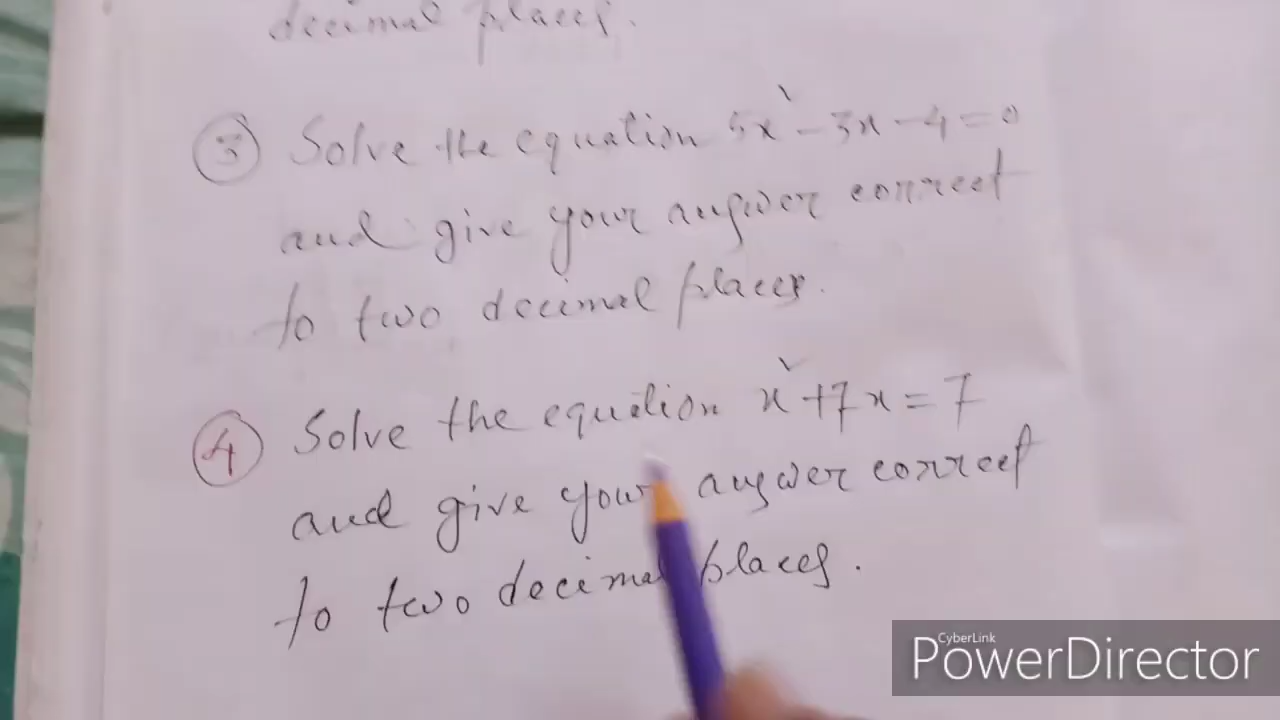 decimal places.
③ Solve the equation 5x² - 3x - 4 = 0
and give your answer correct
to two decimal places.
④ Solve the equation x² + 7x = 7
and give your answer correct
to two decimal places.
CyberLink
PowerDirector